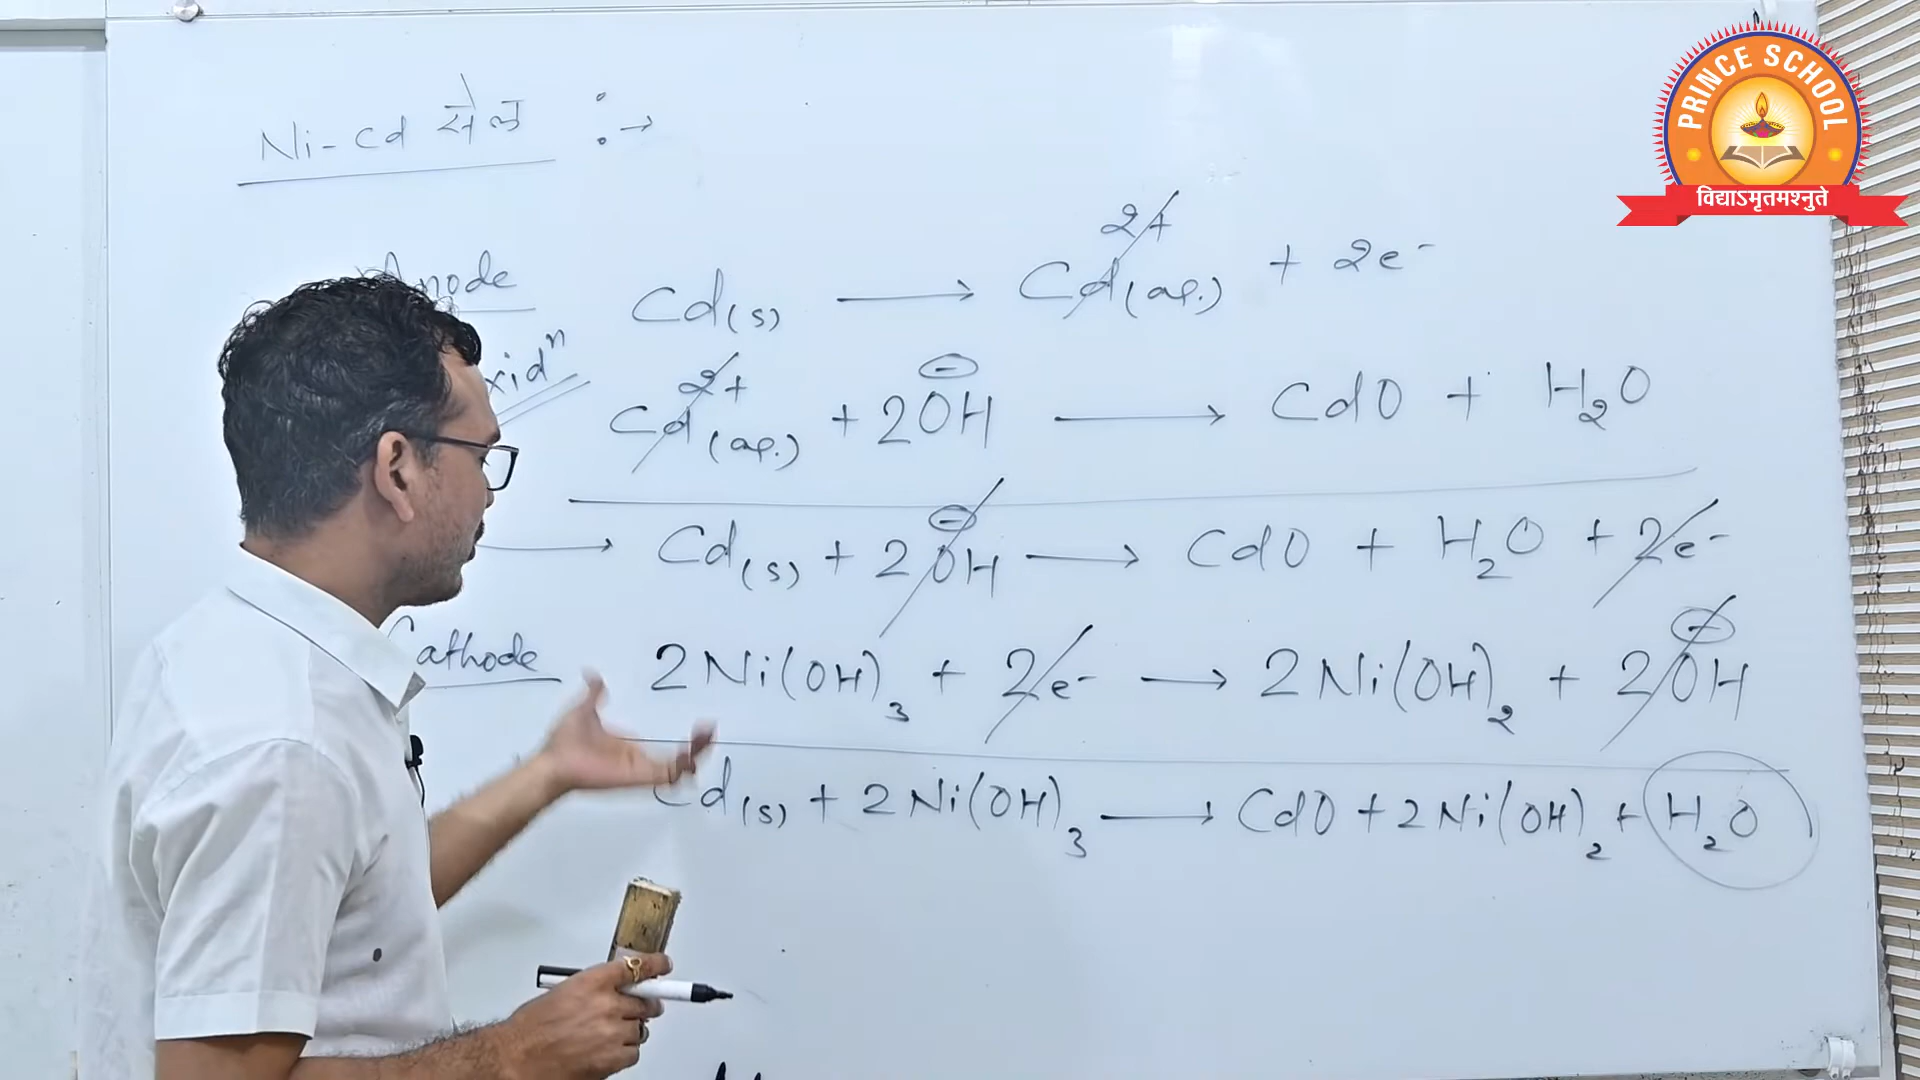 PRINCE SCHOOL
विद्याऽमृतमश्नुते
Ni-Cd सेल :→
Anode Cd(s) ⟶ Cd²⁺(aq.) + 2e⁻
Oxidⁿ
Cd²⁺(aq.) + 2OH⁻ ⟶ CdO + H₂O
⟶ Cd(s) + 2OH⁻ ⟶ CdO + H₂O + 2e⁻
Cathode 2Ni(OH)₃ + 2e⁻ ⟶ 2Ni(OH)₂ + 2OH⁻
Cd(s) + 2Ni(OH)₃ ⟶ CdO + 2Ni(OH)₂ + H₂O